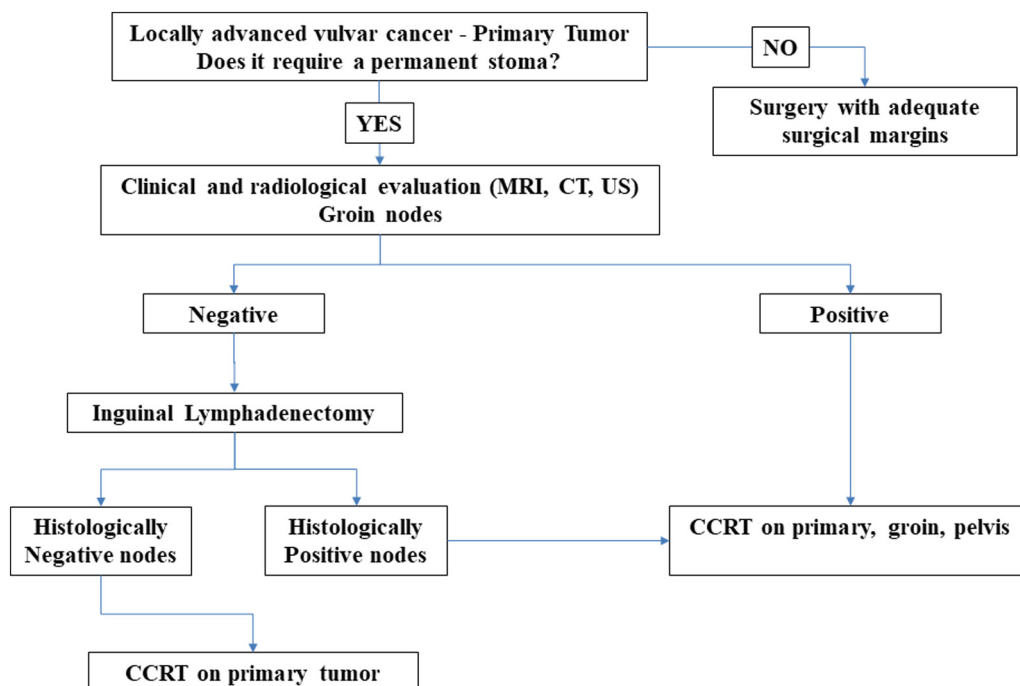 Locally advanced vulvar cancer - Primary Tumor
Does it require a permanent stoma?
NO
Surgery with adequate
surgical margins
YES
Clinical and radiological evaluation (MRI, CT, US)
Groin nodes
Negative
Positive
Inguinal Lymphadenectomy
Histologically
Negative nodes
Histologically
Positive nodes
CCRT on primary, groin, pelvis
CCRT on primary tumor